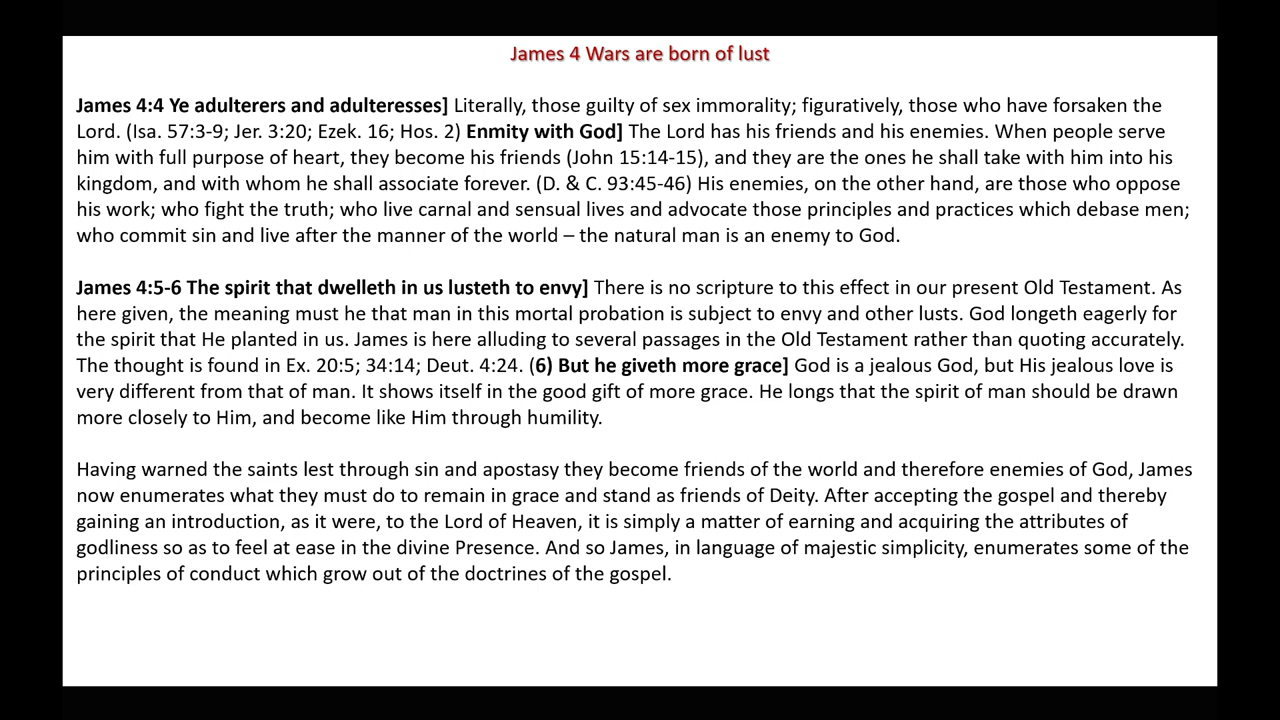 James 4 Wars are born of lust
James 4:4 Ye adulterers and adulteresses] Literally, those guilty of sex immorality; figuratively, those who have forsaken the
Lord. (Isa. 57:3-9; Jer. 3:20; Ezek. 16; Hos. 2) Enmity with God] The Lord has his friends and his enemies. When people serve
him with full purpose of heart, they become his friends (John 15:14-15), and they are the ones he shall take with him into his
kingdom, and with whom he shall associate forever. (D. & C. 93:45-46) His enemies, on the other hand, are those who oppose
his work; who fight the truth; who live carnal and sensual lives and advocate those principles and practices which debase men;
who commit sin and live after the manner of the world – the natural man is an enemy to God.
James 4:5-6 The spirit that dwelleth in us lusteth to envy] There is no scripture to this effect in our present Old Testament. As
here given, the meaning must he that man in this mortal probation is subject to envy and other lusts. God longeth eagerly for
the spirit that He planted in us. James is here alluding to several passages in the Old Testament rather than quoting accurately.
The thought is found in Ex. 20:5; 34:14; Deut. 4:24. (6) But he giveth more grace] God is a jealous God, but His jealous love is
very different from that of man. It shows itself in the good gift of more grace. He longs that the spirit of man should be drawn
more closely to Him, and become like Him through humility.
Having warned the saints lest through sin and apostasy they become friends of the world and therefore enemies of God, James
now enumerates what they must do to remain in grace and stand as friends of Deity. After accepting the gospel and thereby
gaining an introduction, as it were, to the Lord of Heaven, it is simply a matter of earning and acquiring the attributes of
godliness so as to feel at ease in the divine Presence. And so James, in language of majestic simplicity, enumerates some of the
principles of conduct which grow out of the doctrines of the gospel.